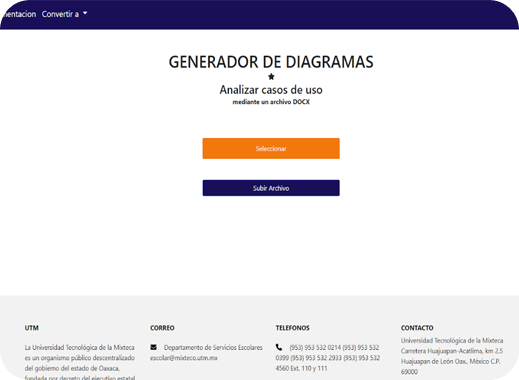 mentacion Convertir a
GENERADOR DE DIAGRAMAS
Analizar casos de uso
mediante un archivo DOCX
Seleccionar
Subir Archivo
UTM
La Universidad Tecnológica de la Mixteca
es un organismo público descentralizado
del gobierno del estado de Oaxaca,
fundada por decreto del ejecutivo estatal
CORREO
Departamento de Servicios Escolares
escolar@mixteco.utm.mx
TELEFONOS
(953) 953 532 0214 (953) 953 532
0399 (953) 953 532 2933 (953) 953 532
4560 Ext. 110 y 111
CONTACTO
Universidad Tecnológica de la Mixteca
Carretera Huajuapan-Acatlima, km 2.5
Huajuapan de León Oax., México C.P.
69000